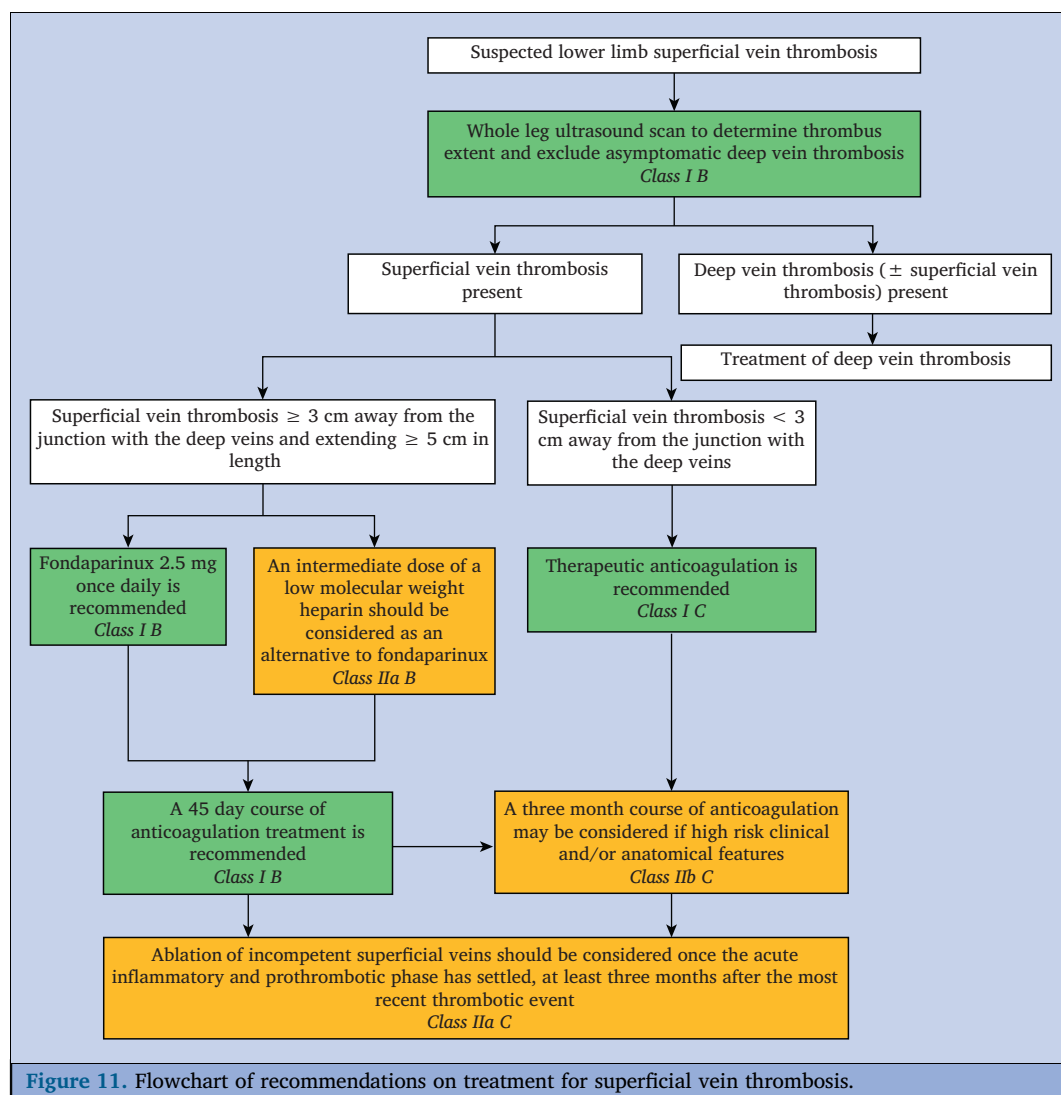 Suspected lower limb superficial vein thrombosis
Whole leg ultrasound scan to determine thrombus
extent and exclude asymptomatic deep vein thrombosis
Class I B
Superficial vein thrombosis
present
Deep vein thrombosis ( ± superficial vein
thrombosis) present
Treatment of deep vein thrombosis
Superficial vein thrombosis ≥ 3 cm away from the
junction with the deep veins and extending ≥ 5 cm in
length
Superficial vein thrombosis < 3
cm away from the junction with
the deep veins
Fondaparinux 2.5 mg
once daily is
recommended
Class I B
An intermediate dose of a
low molecular weight
heparin should be
considered as an
alternative to fondaparinux
Class IIa B
Therapeutic anticoagulation is
recommended
Class I C
A 45 day course of
anticoagulation treatment is
recommended
Class I B
A three month course of anticoagulation
may be considered if high risk clinical
and/or anatomical features
Class IIb C
Ablation of incompetent superficial veins should be considered once the acute
inflammatory and prothrombotic phase has settled, at least three months after the most
recent thrombotic event
Class IIa C
Figure 11. Flowchart of recommendations on treatment for superficial vein thrombosis.